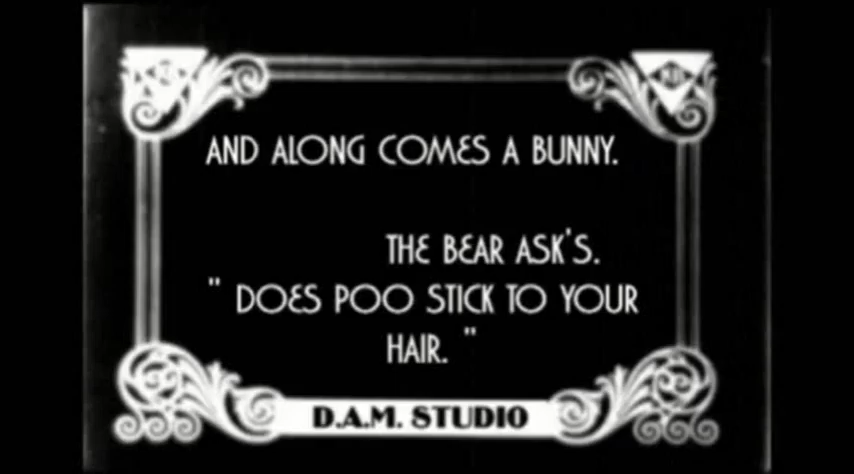 AND ALONG COMES A BUNNY.
THE BEAR ASK'S.
" DOES POO STICK TO YOUR
HAIR. "
D.A.M. STUDIO